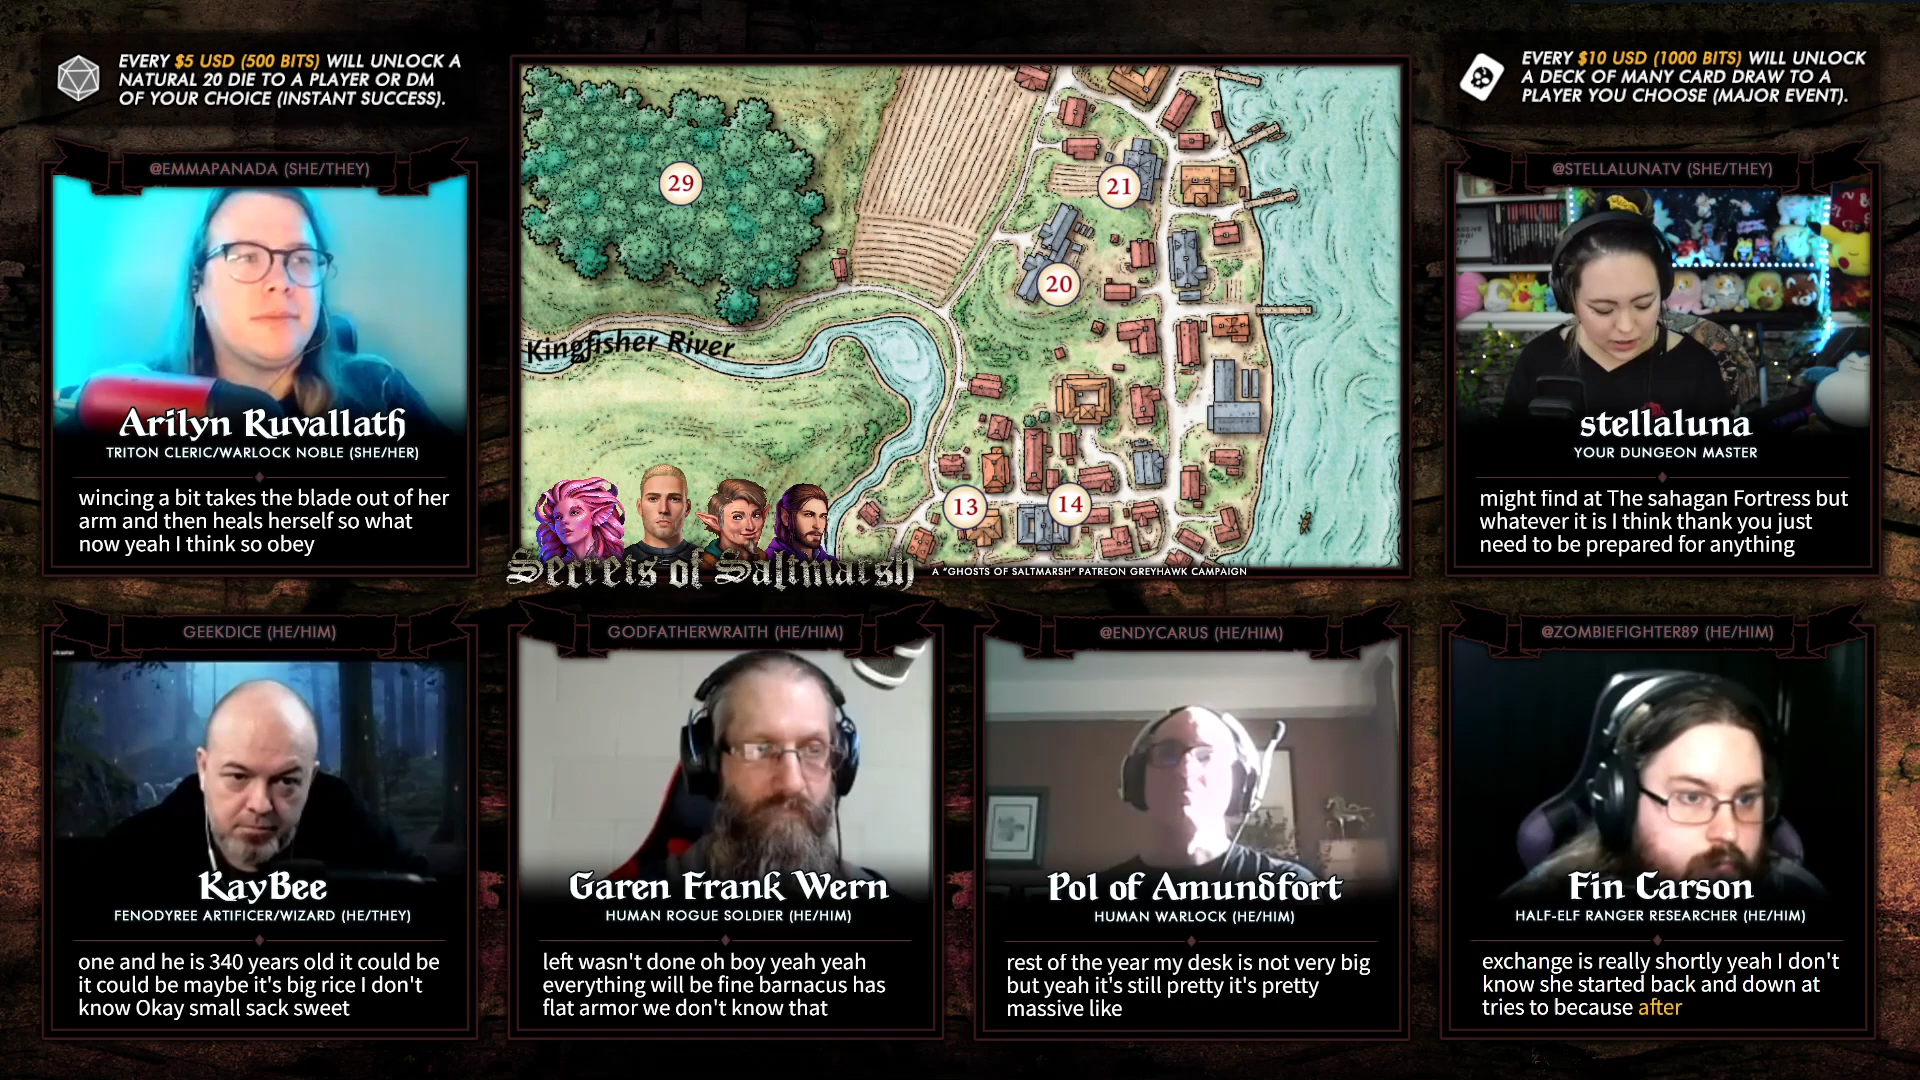 EVERY $5 USD (500 BITS) WILL UNLOCK A
NATURAL 20 DIE TO A PLAYER OR DM
OF YOUR CHOICE (INSTANT SUCCESS).
EVERY $10 USD (1000 BITS) WILL UNLOCK
A DECK OF MANY CARD DRAW TO A
PLAYER YOU CHOOSE (MAJOR EVENT).
@EMMAPANADA (SHE/THEY)
Arilyn Ruvallath
TRITON CLERIC/WARLOCK NOBLE (SHE/HER)
wincing a bit takes the blade out of her
arm and then heals herself so what
now yeah I think so obey
29
21
20
Kingfisher River
13
14
Secrets of Saltmarsh
A "GHOSTS OF SALTMARSH" PATREON GREYHAWK CAMPAIGN
@STELLALUNATV (SHE/THEY)
stellaluna
YOUR DUNGEON MASTER
might find at The sahagan Fortress but
whatever it is I think thank you just
need to be prepared for anything
GEEKDICE (HE/HIM)
KayBee
FENODYREE ARTIFICER/WIZARD (HE/THEY)
one and he is 340 years old it could be
it could be maybe it's big rice I don't
know Okay small sack sweet
GODFATHERWRAITH (HE/HIM)
Garen Frank Wern
HUMAN ROGUE SOLDIER (HE/HIM)
left wasn't done oh boy yeah yeah
everything will be fine barnacus has
flat armor we don't know that
@ENDYCARUS (HE/HIM)
Pol of Amundfort
HUMAN WARLOCK (HE/HIM)
rest of the year my desk is not very big
but yeah it's still pretty it's pretty
massive like
@ZOMBIEFIGHTER89 (HE/HIM)
Fin Carson
HALF-ELF RANGER RESEARCHER (HE/HIM)
exchange is really shortly yeah I don't
know she started back and down at
tries to because after